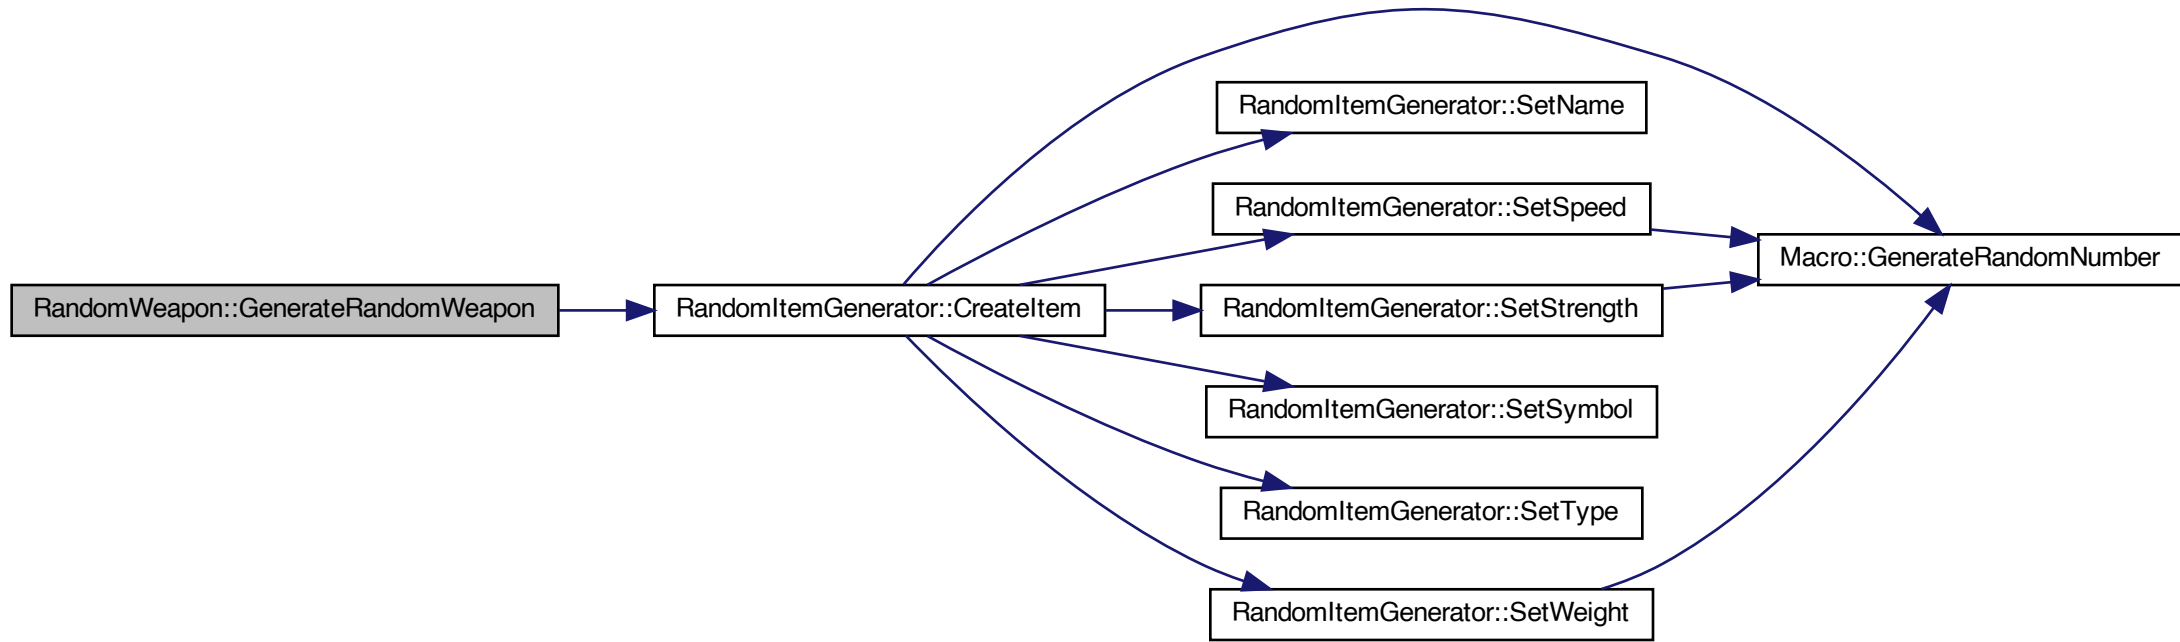 RandomWeapon::GenerateRandomWeapon
RandomItemGenerator::CreateItem
RandomItemGenerator::SetName
RandomItemGenerator::SetSpeed
RandomItemGenerator::SetStrength
RandomItemGenerator::SetSymbol
RandomItemGenerator::SetType
RandomItemGenerator::SetWeight
Macro::GenerateRandomNumber